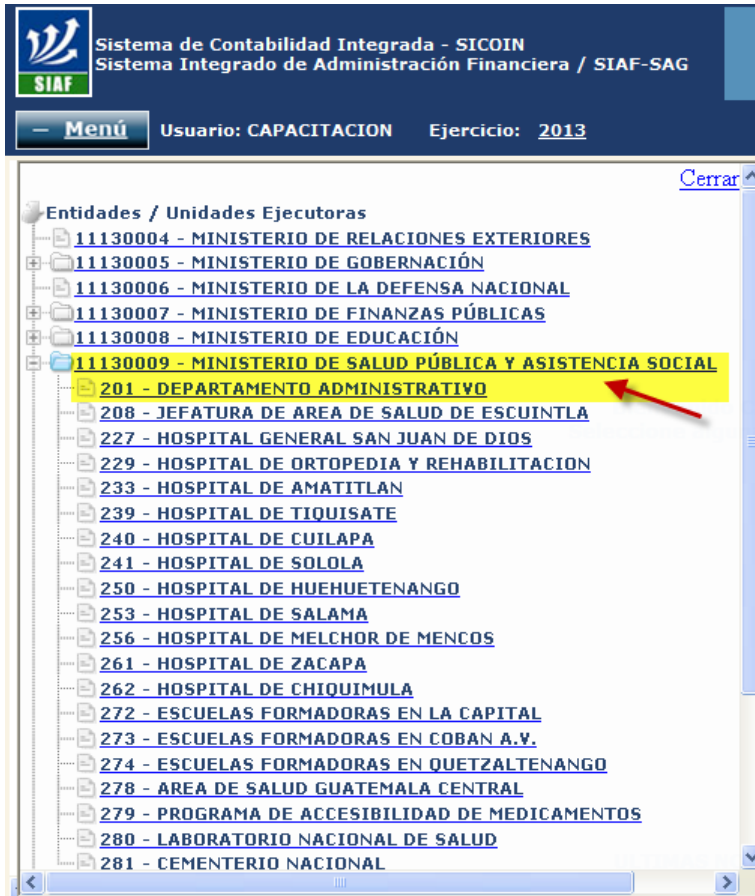 SIAF
Sistema de Contabilidad Integrada - SICOIN
Sistema Integrado de Administración Financiera / SIAF-SAG
— Menú Usuario: CAPACITACION Ejercicio: 2013
Cerrar
Entidades / Unidades Ejecutoras
11130004 - MINISTERIO DE RELACIONES EXTERIORES
11130005 - MINISTERIO DE GOBERNACIÓN
11130006 - MINISTERIO DE LA DEFENSA NACIONAL
11130007 - MINISTERIO DE FINANZAS PÚBLICAS
11130008 - MINISTERIO DE EDUCACIÓN
11130009 - MINISTERIO DE SALUD PÚBLICA Y ASISTENCIA SOCIAL
201 - DEPARTAMENTO ADMINISTRATIVO
208 - JEFATURA DE AREA DE SALUD DE ESCUINTLA
227 - HOSPITAL GENERAL SAN JUAN DE DIOS
229 - HOSPITAL DE ORTOPEDIA Y REHABILITACION
233 - HOSPITAL DE AMATITLAN
239 - HOSPITAL DE TIQUISATE
240 - HOSPITAL DE CUILAPA
241 - HOSPITAL DE SOLOLA
250 - HOSPITAL DE HUEHUETENANGO
253 - HOSPITAL DE SALAMA
256 - HOSPITAL DE MELCHOR DE MENCOS
261 - HOSPITAL DE ZACAPA
262 - HOSPITAL DE CHIQUIMULA
272 - ESCUELAS FORMADORAS EN LA CAPITAL
273 - ESCUELAS FORMADORAS EN COBAN A.V.
274 - ESCUELAS FORMADORAS EN QUETZALTENANGO
278 - AREA DE SALUD GUATEMALA CENTRAL
279 - PROGRAMA DE ACCESIBILIDAD DE MEDICAMENTOS
280 - LABORATORIO NACIONAL DE SALUD
281 - CEMENTERIO NACIONAL